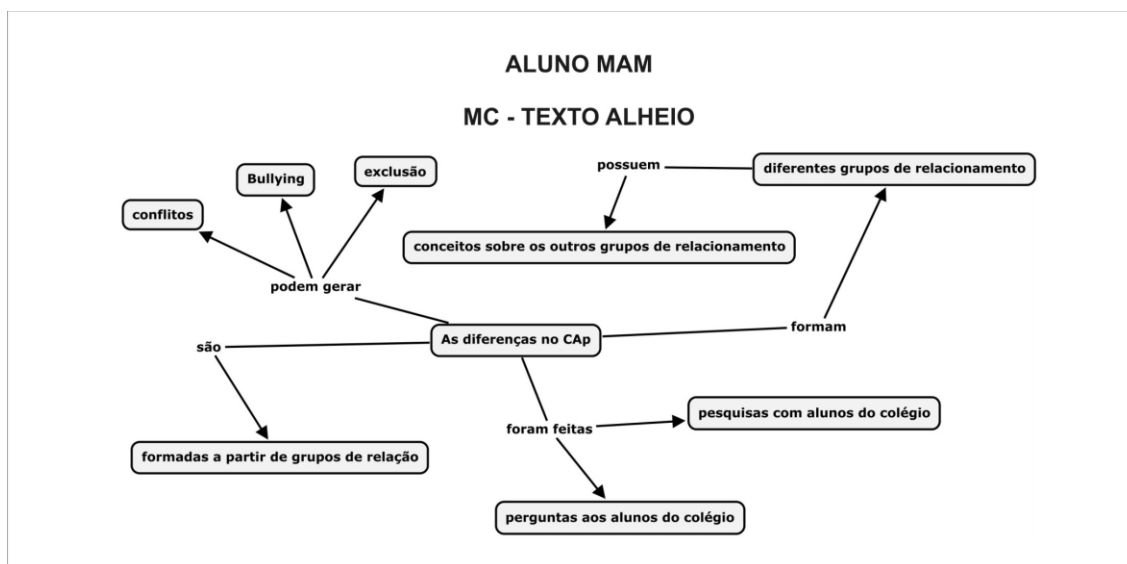 ALUNO MAM
MC - TEXTO ALHEIO
possuem
diferentes grupos de relacionamento
exclusão
Bullying
conflitos
conceitos sobre os outros grupos de relacionamento
podem gerar
formam
As diferenças no CAp
são
pesquisas com alunos do colégio
foram feitas
formadas a partir de grupos de relação
perguntas aos alunos do colégio